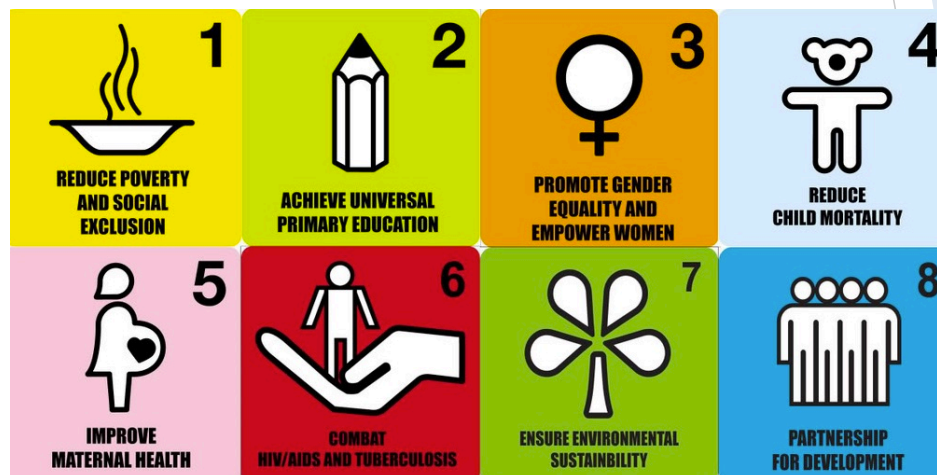 1
REDUCE POVERTY
AND SOCIAL
EXCLUSION
2
ACHIEVE UNIVERSAL
PRIMARY EDUCATION
3
PROMOTE GENDER
EQUALITY AND
EMPOWER WOMEN
4
REDUCE
CHILD MORTALITY
5
IMPROVE
MATERNAL HEALTH
6
COMBAT
HIV/AIDS AND TUBERCULOSIS
7
ENSURE ENVIRONMENTAL
SUSTAINBILITY
8
PARTNERSHIP
FOR DEVELOPMENT